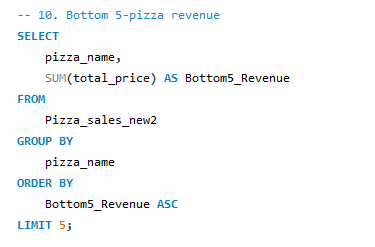 -- 10. Bottom 5-pizza revenue
SELECT
    pizza_name,
    SUM(total_price) AS Bottom5_Revenue
FROM
    Pizza_sales_new2
GROUP BY
    pizza_name
ORDER BY
    Bottom5_Revenue ASC
LIMIT 5;